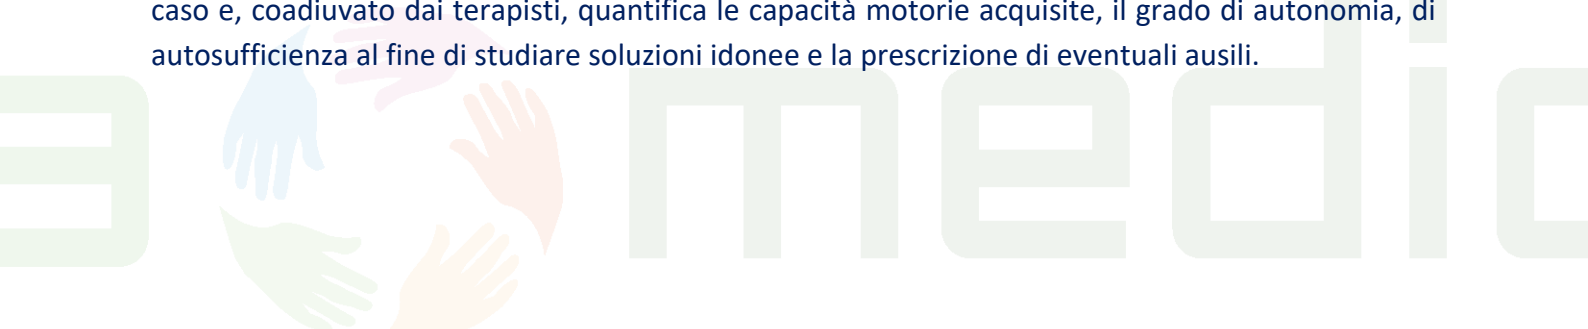 caso e, coadiuvato dai terapisti, quantifica le capacità motorie acquisite, il grado di autonomia, di
autosufficienza al fine di studiare soluzioni idonee e la prescrizione di eventuali ausili.
a medic